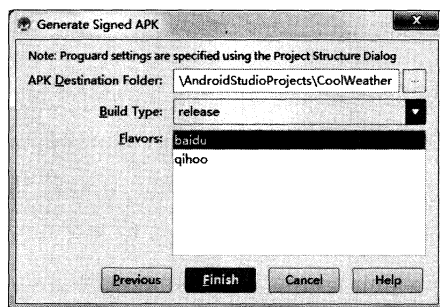 Generate Signed APK
Note: Proguard settings are specified using the Project Structure Dialog
APK Destination Folder: \AndroidStudioProjects\CoolWeather ...
Build Type: release
Flavors: baidu
qihoo
Previous Finish Cancel Help